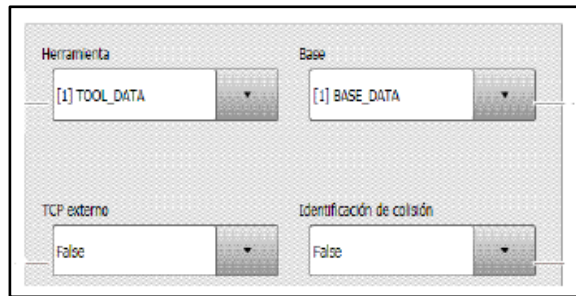 Herramienta Base
[1] TOOL_DATA [1] BASE_DATA
TCP externo Identificación de colisión
False False